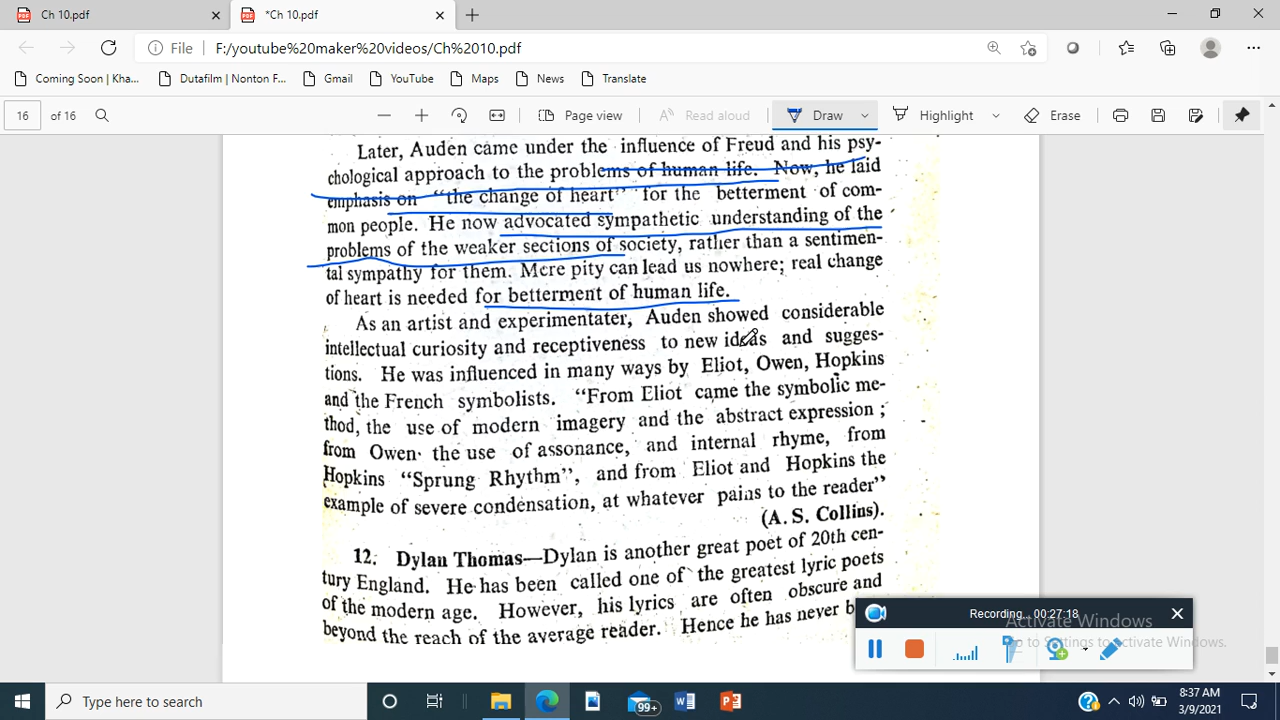 Ch 10.pdf
*Ch 10.pdf
File
F:/youtube%20maker%20videos/Ch%2010.pdf
Coming Soon | Kha...
Dutafilm | Nonton F...
Gmail
YouTube
Maps
News
Translate
16
of 16
Page view
Read aloud
Draw
Highlight
Erase
Later, Auden came under the influence of Freud and his psy-
chological approach to the problems of human life. Now, he laid
emphasis on "the change of heart" for the betterment of com-
mon people. He now advocated sympathetic understanding of the
problems of the weaker sections of society, rather than a sentimen-
tal sympathy for them. Mere pity can lead us nowhere; real change
of heart is needed for betterment of human life.
As an artist and experimentater, Auden showed considerable
intellectual curiosity and receptiveness to new ideas and sugges-
tions. He was influenced in many ways by Eliot, Owen, Hopkins
and the French symbolists. "From Eliot came the symbolic me-
thod, the use of modern imagery and the abstract expression ;
from Owen the use of assonance, and internal rhyme, from
Hopkins "Sprung Rhythm", and from Eliot and Hopkins the
example of severe condensation, at whatever pains to the reader"
(A. S. Collins).
12. Dylan Thomas—Dylan is another great poet of 20th cen-
tury England. He has been called one of the greatest lyric poets
of the modern age. However, his lyrics are often obscure and
beyond the reach of the average reader. Hence he has never b
Recording... 00:27:18
Activate Windows
Go to Settings to activate Windows.
Type here to search
99+
8:37 AM
3/9/2021